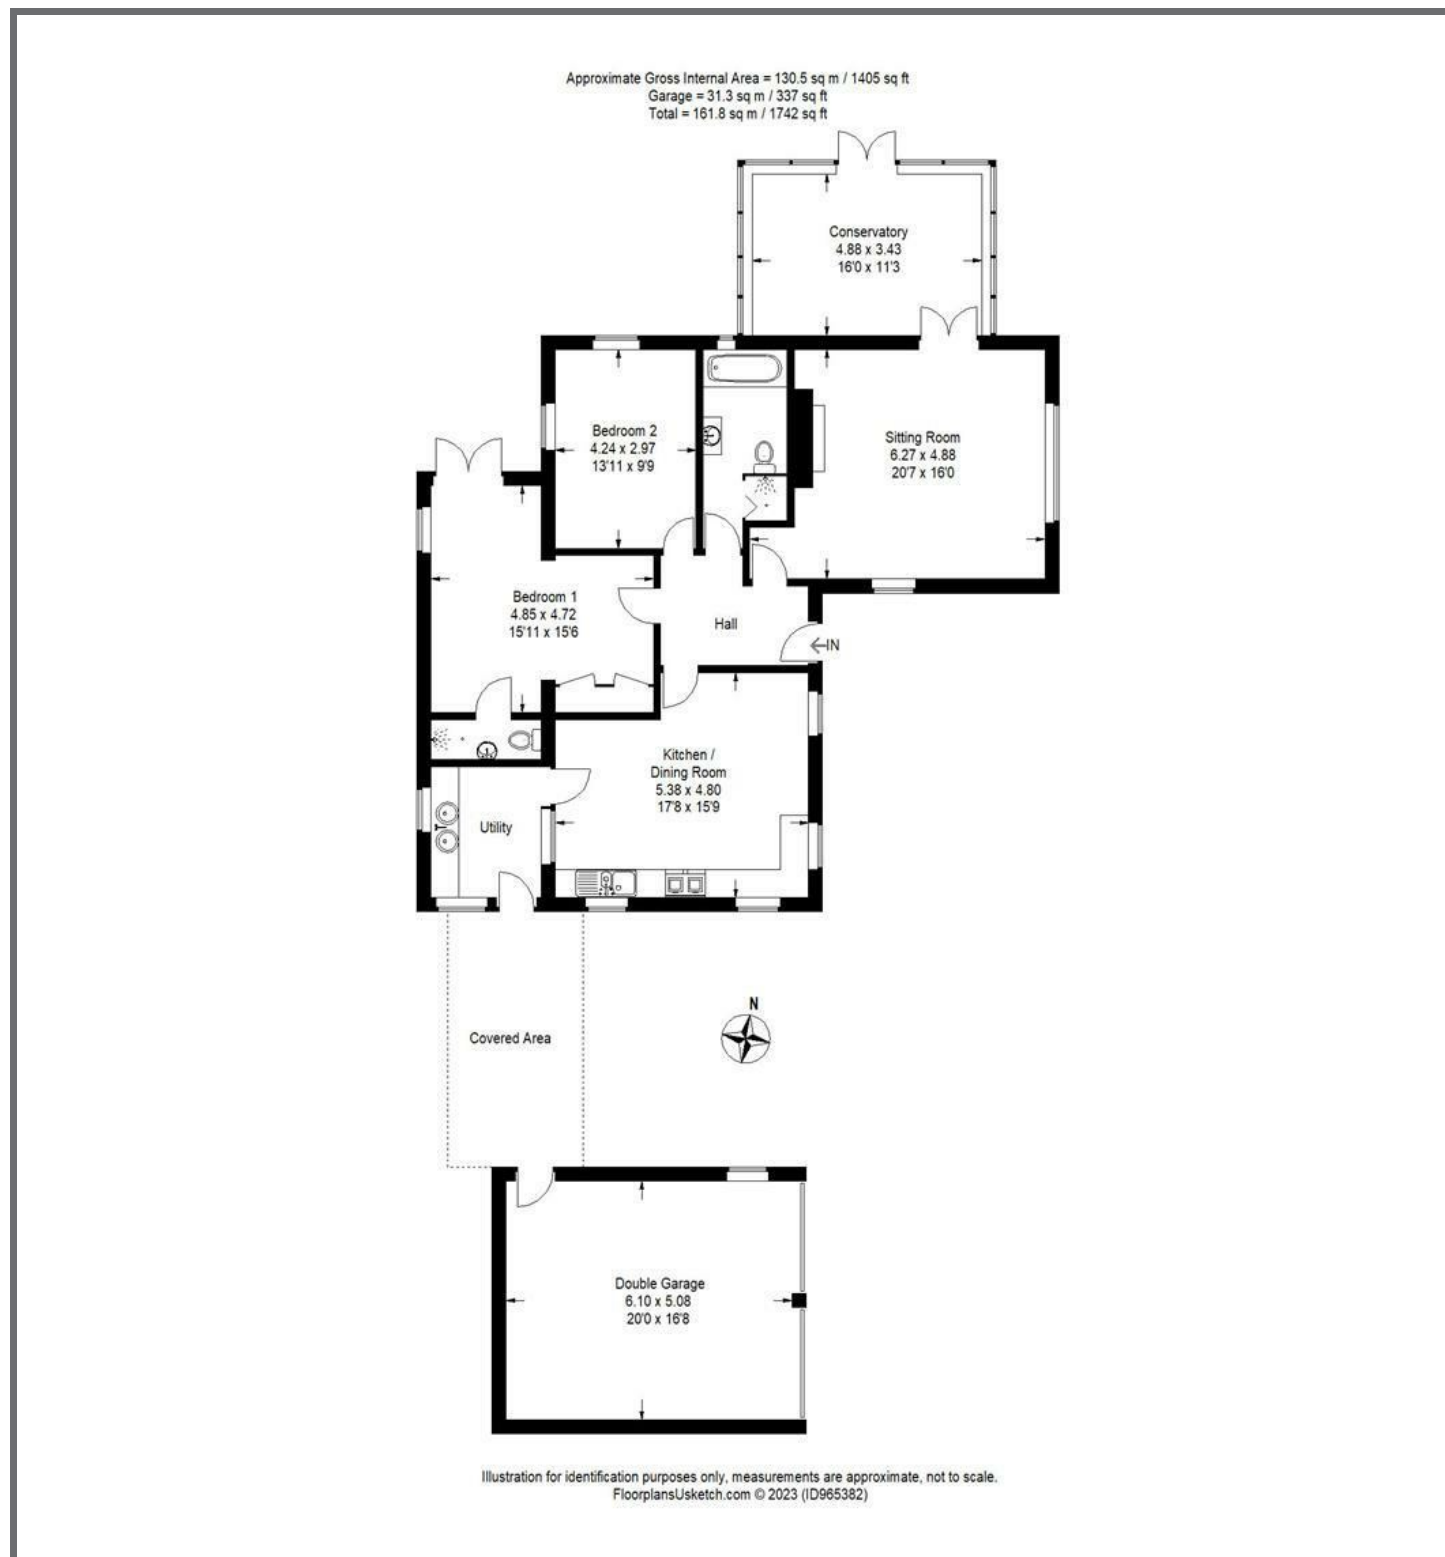 Approximate Gross Internal Area = 130.5 sq m / 1405 sq ft
Garage = 31.3 sq m / 337 sq ft
Total = 161.8 sq m / 1742 sq ft
Conservatory
4.88 x 3.43
16'0 x 11'3
Bedroom 2
4.24 x 2.97
13'11 x 9'9
Sitting Room
6.27 x 4.88
20'7 x 16'0
Bedroom 1
4.85 x 4.72
15'11 x 15'6
Hall
IN
Kitchen /
Dining Room
5.38 x 4.80
17'8 x 15'9
Utility
Covered Area
N
Double Garage
6.10 x 5.08
20'0 x 16'8
Illustration for identification purposes only, measurements are approximate, not to scale.
FloorplansUsketch.com © 2023 (ID965382)